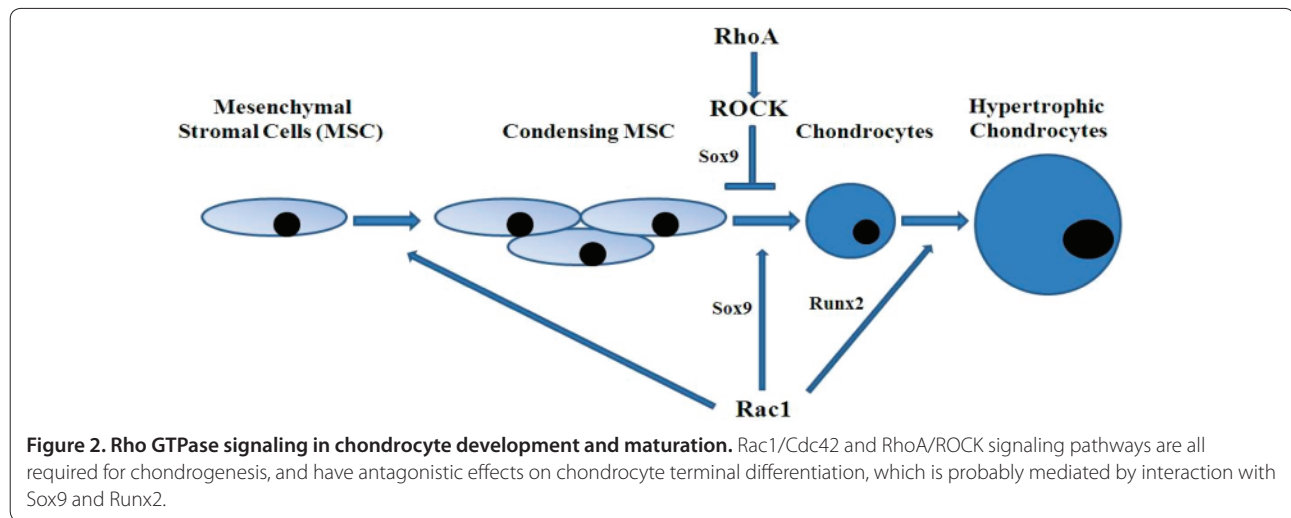 RhoA
ROCK
Mesenchymal
Stromal Cells (MSC)
Condensing MSC
Sox9
Chondrocytes
Hypertrophic
Chondrocytes
Sox9
Runx2
Rac1
Figure 2. Rho GTPase signaling in chondrocyte development and maturation. Rac1/Cdc42 and RhoA/ROCK signaling pathways are all
required for chondrogenesis, and have antagonistic effects on chondrocyte terminal differentiation, which is probably mediated by interaction with
Sox9 and Runx2.